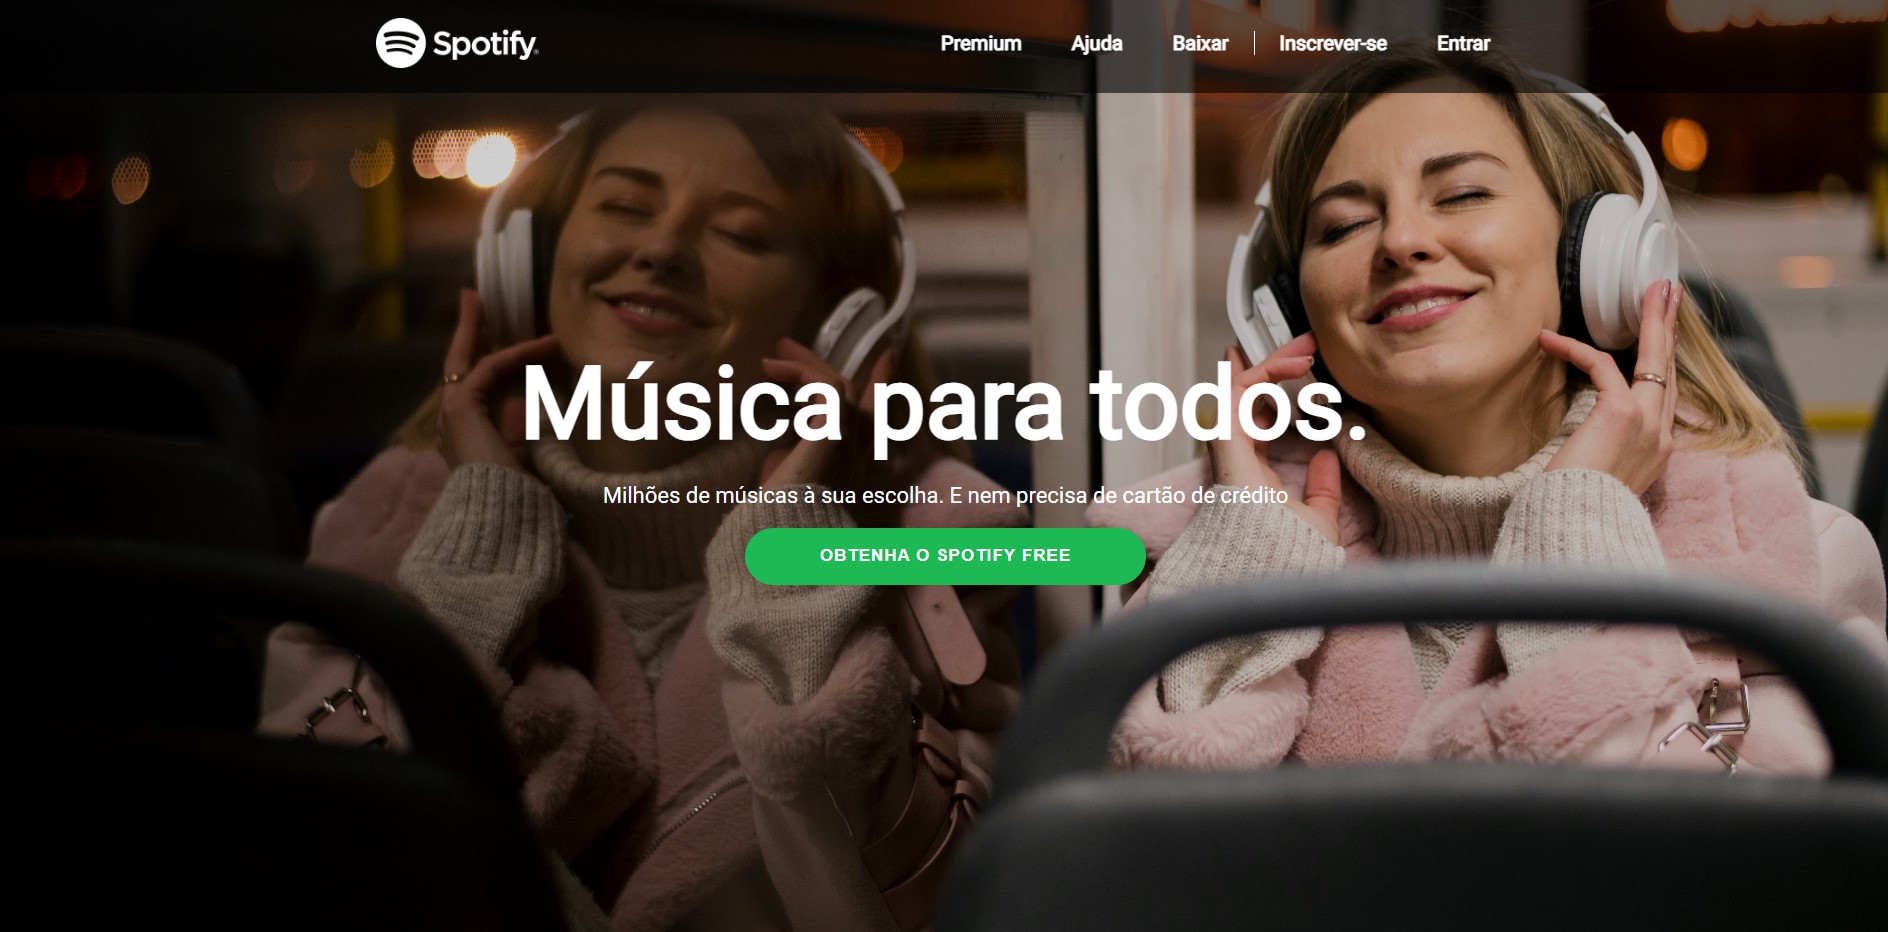 Spotify®
Premium
Ajuda
Baixar
Inscrever-se
Entrar
Música para todos.
Milhões de músicas à sua escolha. E nem precisa de cartão de crédito
OBTENHA O SPOTIFY FREE